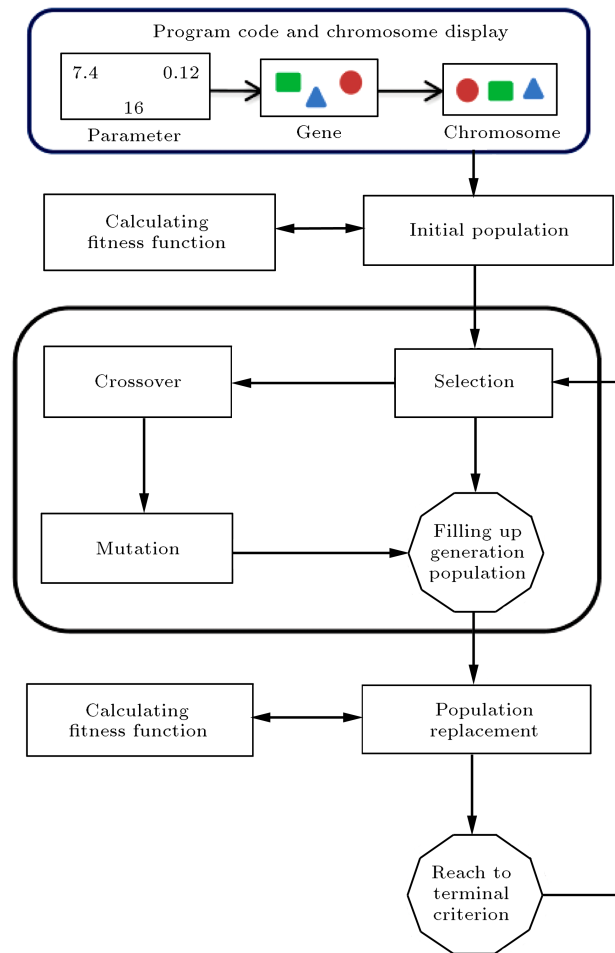 Program code and chromosome display
7.4 0.12
16
Parameter
Gene
Chromosome
Calculating
fitness function
Initial population
Crossover
Selection
Mutation
Filling up
generation
population
Calculating
fitness function
Population
replacement
Reach to
terminal
criterion